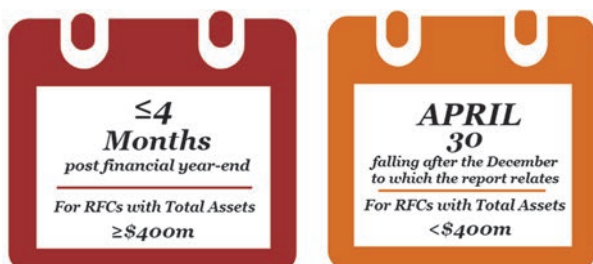 ≤4
Months
post financial year-end
For RFCs with Total Assets
≥$400m
APRIL
30
falling after the December
to which the report relates
For RFCs with Total Assets
<$400m